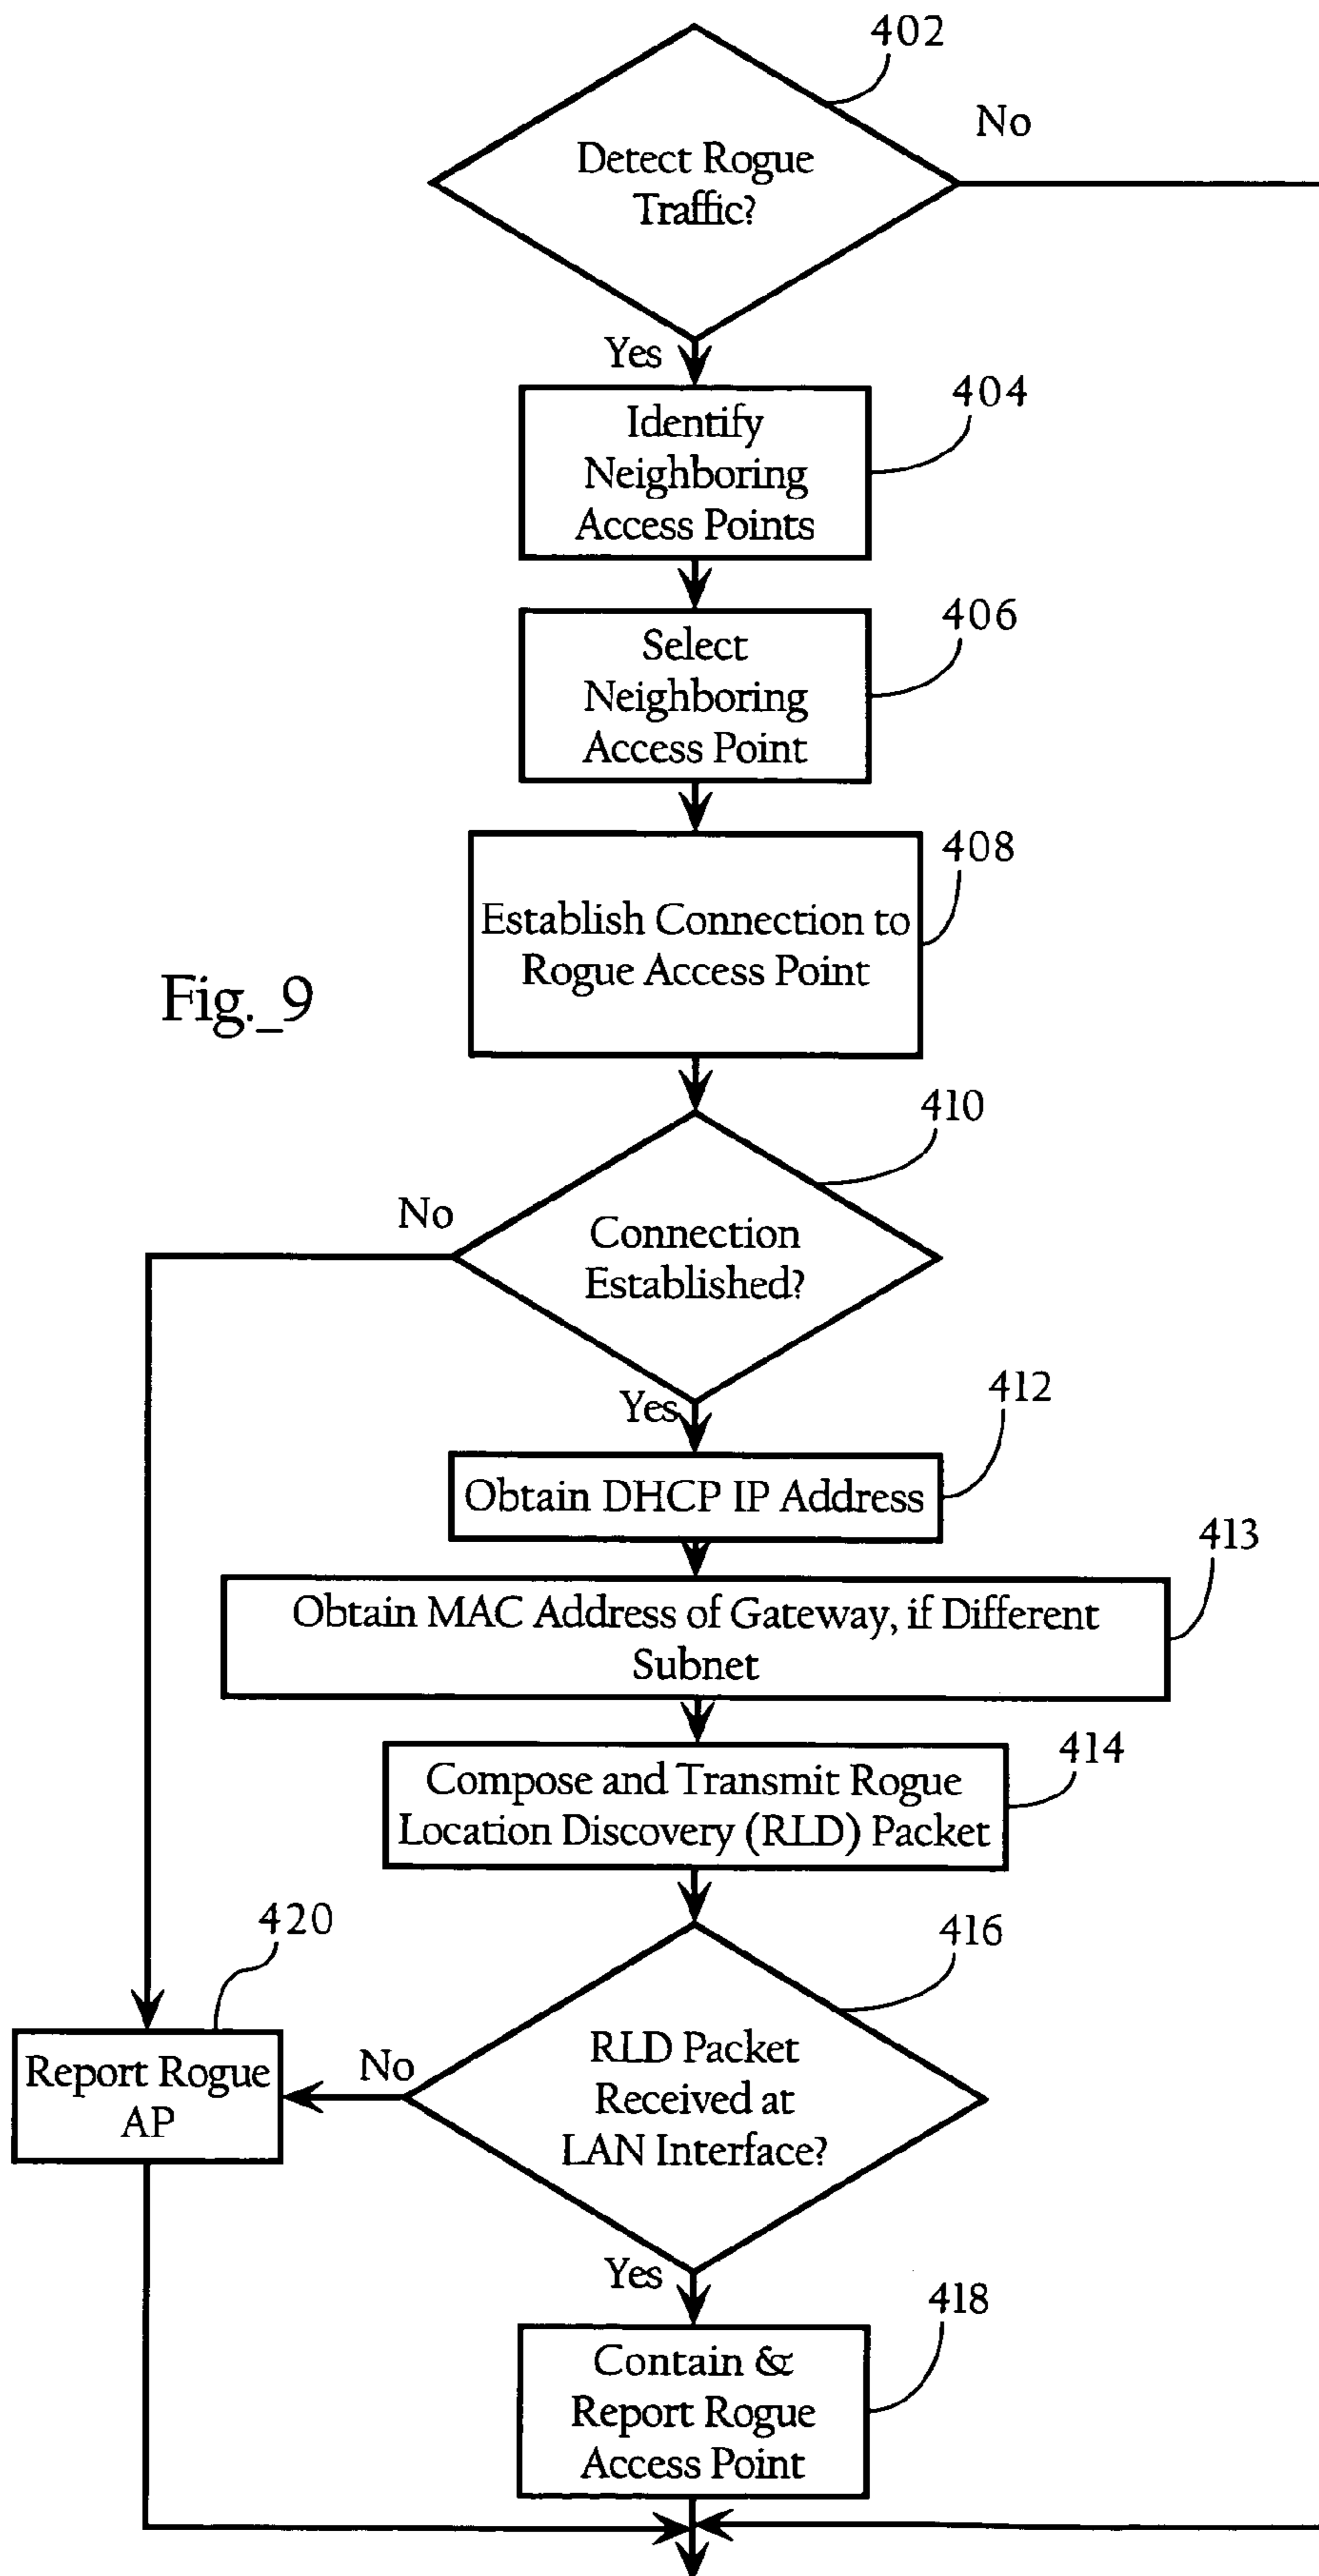 402
No
Detect Rogue
Traffic?
Yes
404
Identify
Neighboring
Access Points
406
Select
Neighboring
Access Point
408
Establish Connection to
Rogue Access Point
Fig._9
410
No
Connection
Established?
Yes
412
Obtain DHCP IP Address
413
Obtain MAC Address of Gateway, if Different
Subnet
414
Compose and Transmit Rogue
Location Discovery (RLD) Packet
420
416
Report Rogue
AP
No
RLD Packet
Received at
LAN Interface?
Yes
418
Contain &
Report Rogue
Access Point